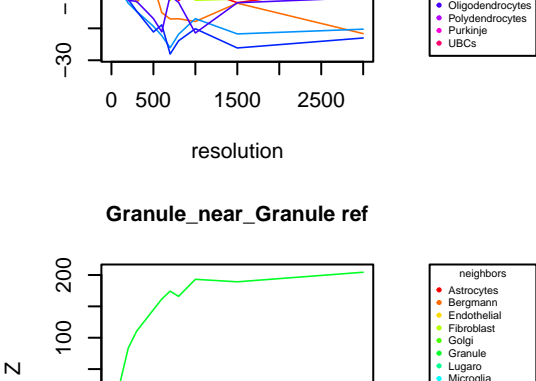 Oligodendrocytes
Polydendrocytes
Purkinje
UBCs
−30
0 500 1500 2500
resolution
Granule_near_Granule ref
200
100
Z
neighbors
Astrocytes
Bergmann
Endothelial
Fibroblast
Golgi
Granule
Lugaro
Microglia